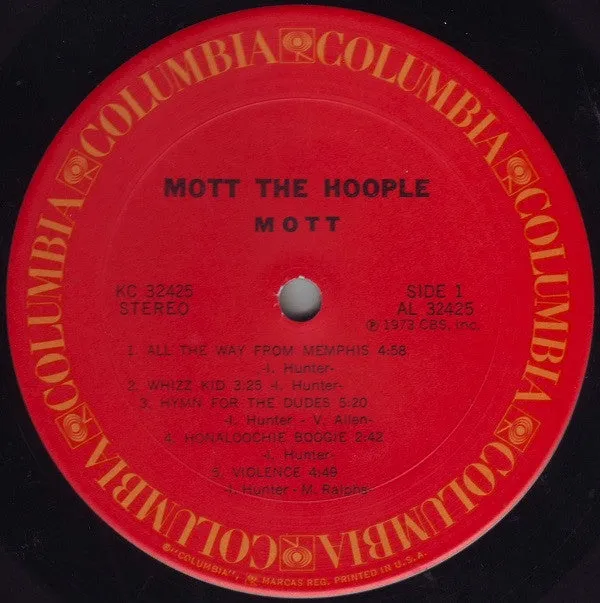 COLUMBIA COLUMBIA COLUMBIA COLUMBIA COLUMBIA COLUMBIA
MOTT THE HOOPLE
MOTT
KC 32425
STEREO
SIDE 1
AL 32425
℗ 1973 CBS, Inc.
1. ALL THE WAY FROM MEMPHIS 4:58
-I. Hunter-
2. WHIZZ KID 3:25 -I. Hunter-
3. HYMN FOR THE DUDES 5:20
-I. Hunter - V. Allen-
4. HONALOOCHIE BOOGIE 2:42
-I. Hunter-
5. VIOLENCE 4:49
-I. Hunter - M. Ralphs-
©"COLUMBIA", MARCAS REG. PRINTED IN U.S.A.